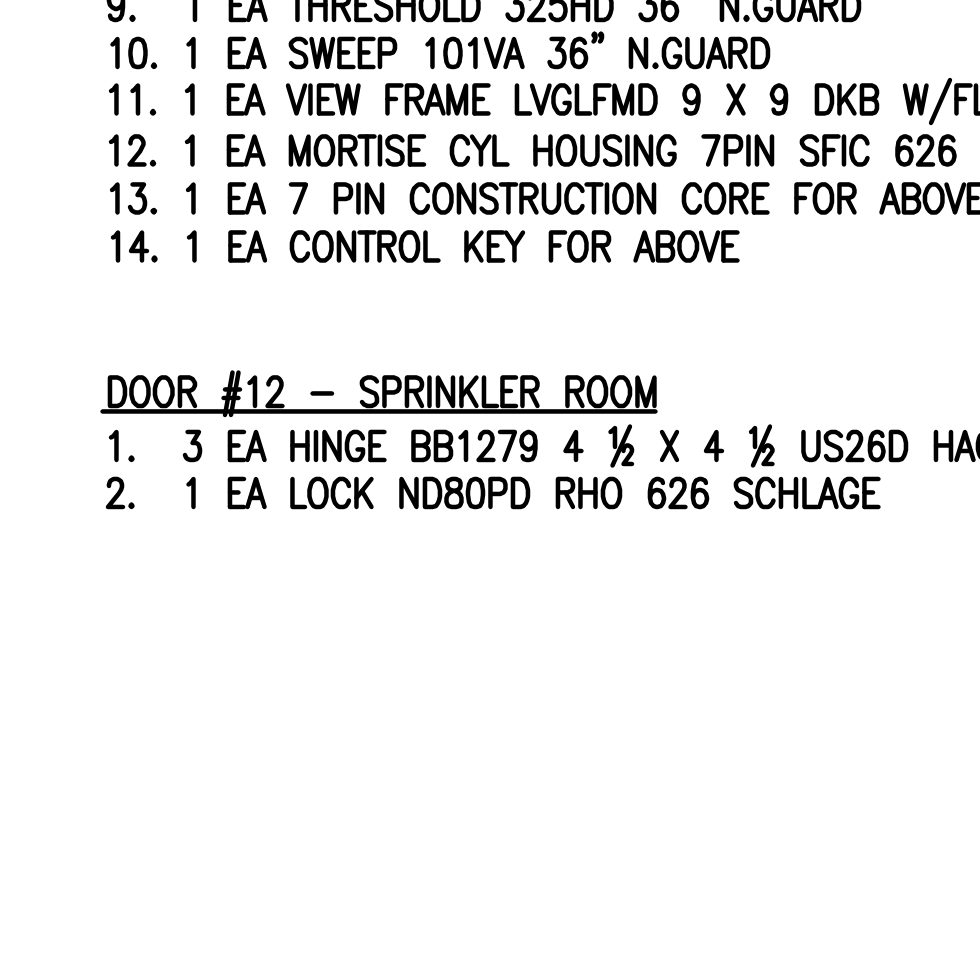 9. 1 EA THRESHOLD 325HD 36" N.GUARD
10. 1 EA SWEEP 101VA 36” N.GUARD
11. 1 EA VIEW FRAME LVGLFMD 9 X 9 DKB W/FL
12. 1 EA MORTISE CYL HOUSING 7PIN SFIC 626
13. 1 EA 7 PIN CONSTRUCTION CORE FOR ABOVE
14. 1 EA CONTROL KEY FOR ABOVE
DOOR #12 – SPRINKLER ROOM
1. 3 EA HINGE BB1279 4 ½ X 4 ½ US26D HAG
2. 1 EA LOCK ND80PD RHO 626 SCHLAGE